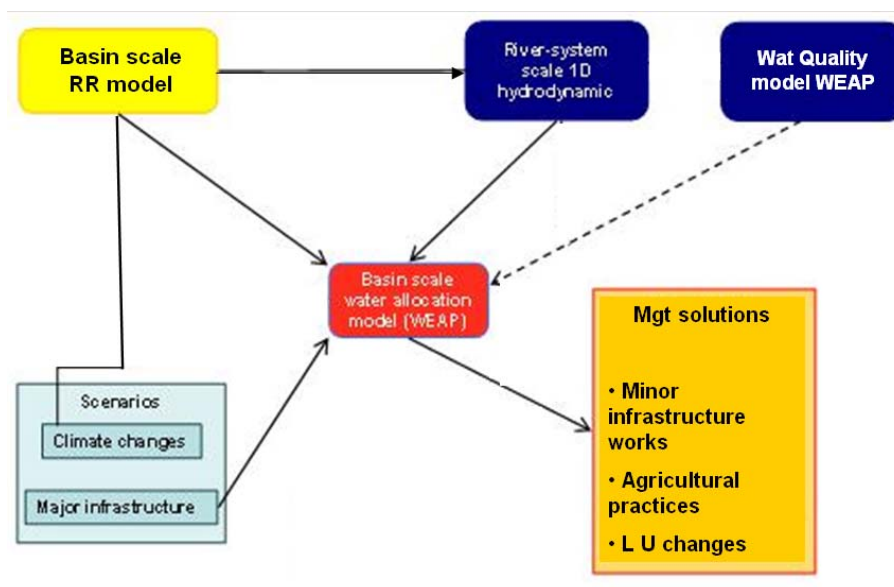 Basin scale
RR model
River-system
scale 1D
hydrodynamic
Wat Quality
model WEAP
Basin scale
water allocation
model (WEAP)
Mgt solutions
• Minor
infrastructure
works
• Agricultural
practices
• L U changes
Scenarios
Climate changes
Major infrastructure